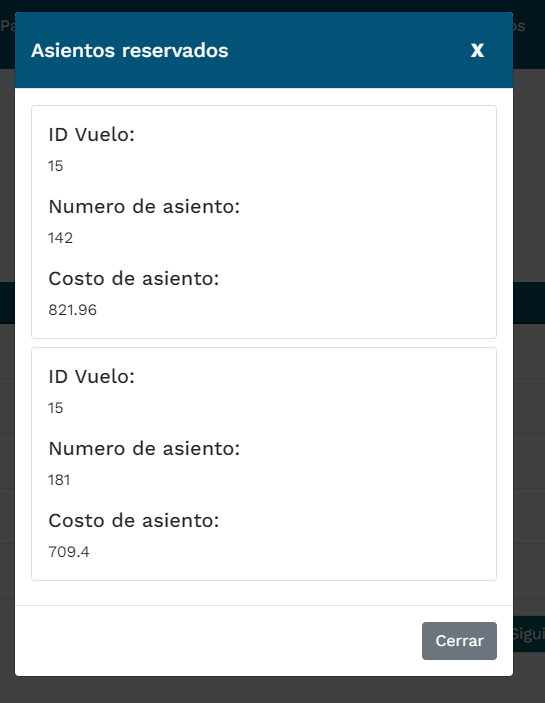 Asientos reservados
X
ID Vuelo:
15
Numero de asiento:
142
Costo de asiento:
821.96
ID Vuelo:
15
Numero de asiento:
181
Costo de asiento:
709.4
Cerrar